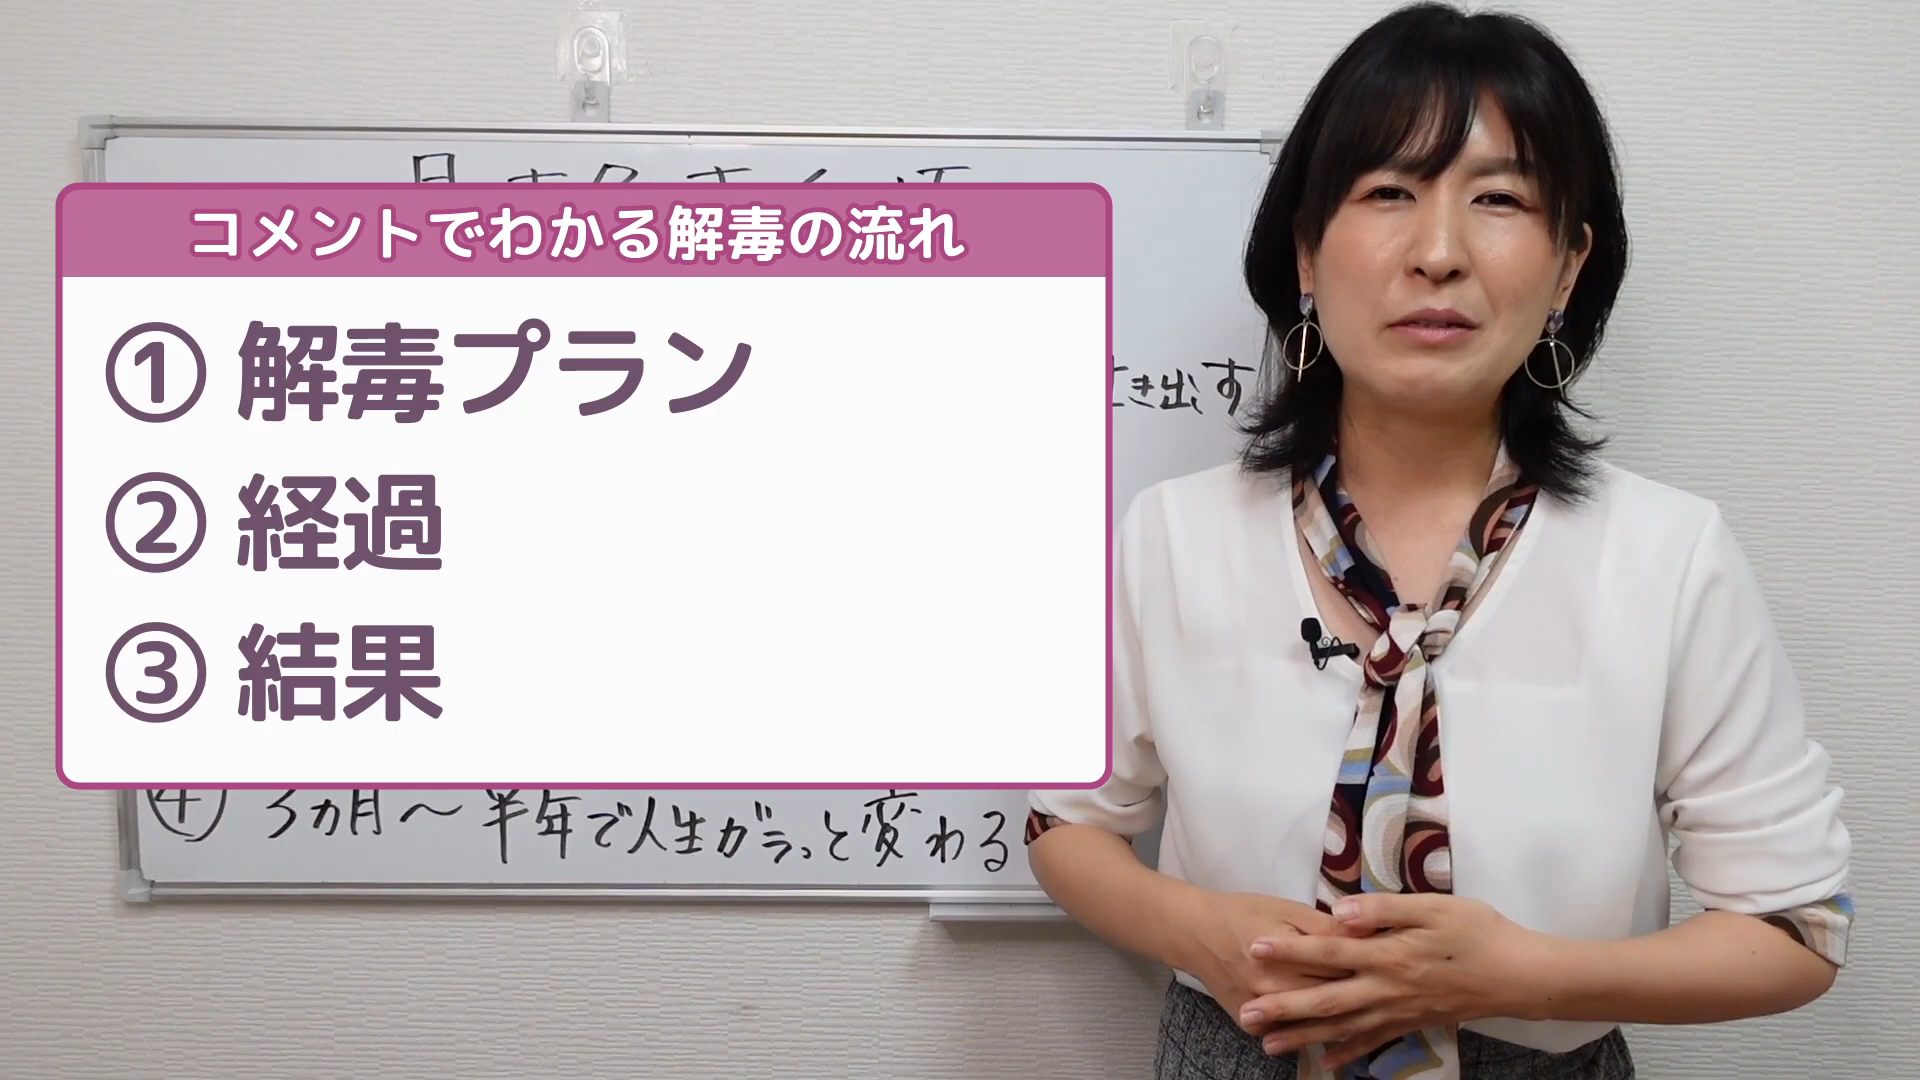 コメントでわかる解毒の流れ
① 解毒プラン
② 経過
③ 結果
き出す
④ 3ヵ月～半年で人生がガラっと変わる